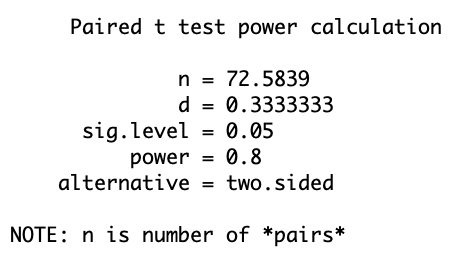 Paired t test power calculation
n = 72.5839
d = 0.3333333
sig.level = 0.05
power = 0.8
alternative = two.sided
NOTE: n is number of *pairs*